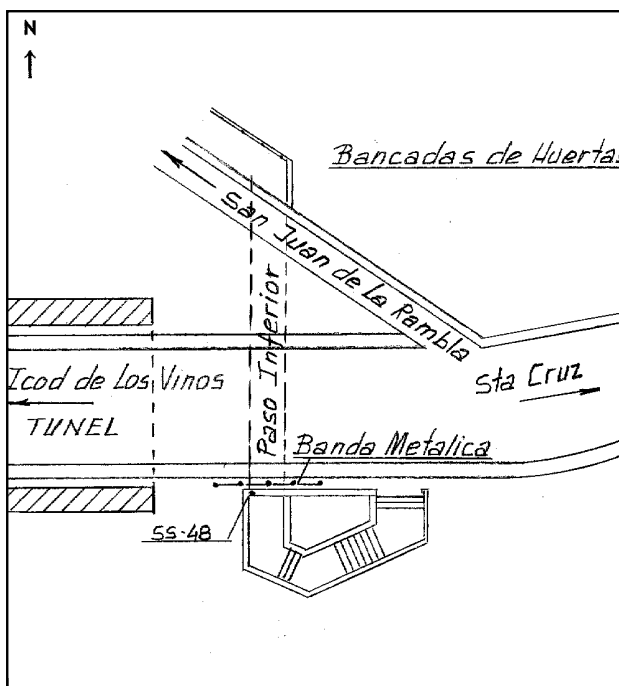 N
Bancadas de Huertas
San Juan de La Rambla
Paso Inferior
Icod de Los Vinos
TUNEL
Sta Cruz
Banda Metalica
SS-48